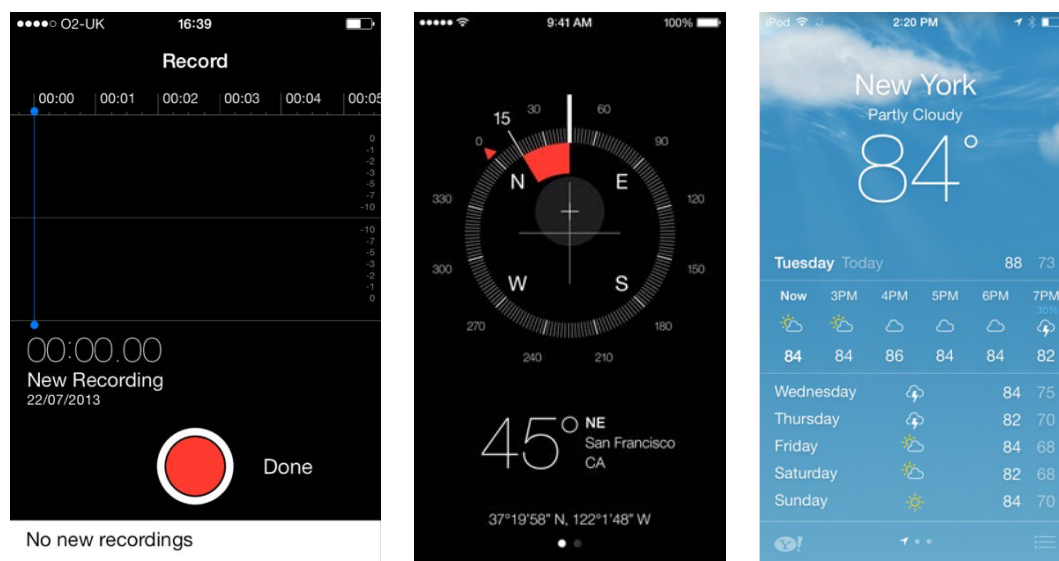 O2-UK 16:39
Record
00:00 00:01 00:02 00:03 00:04 00:05
0
-1
-2
-3
-5
-7
-10
-10
-7
-5
-3
-2
-1
0
00:00.00
New Recording
22/07/2013
Done
No new recordings
9:41 AM 100%
30 60
15
0 90
N E
330 120
300 150
W S
270 180
240 210
45° NE
San Francisco
CA
37°19'58" N, 122°1'48" W
iPod 2:20 PM
New York
Partly Cloudy
84°
Tuesday Today 88 73
Now 3PM 4PM 5PM 6PM 7PM
30%
84 84 86 84 84 82
Wednesday 84 75
Thursday 82 70
Friday 84 68
Saturday 82 68
Sunday 84 70
Y!